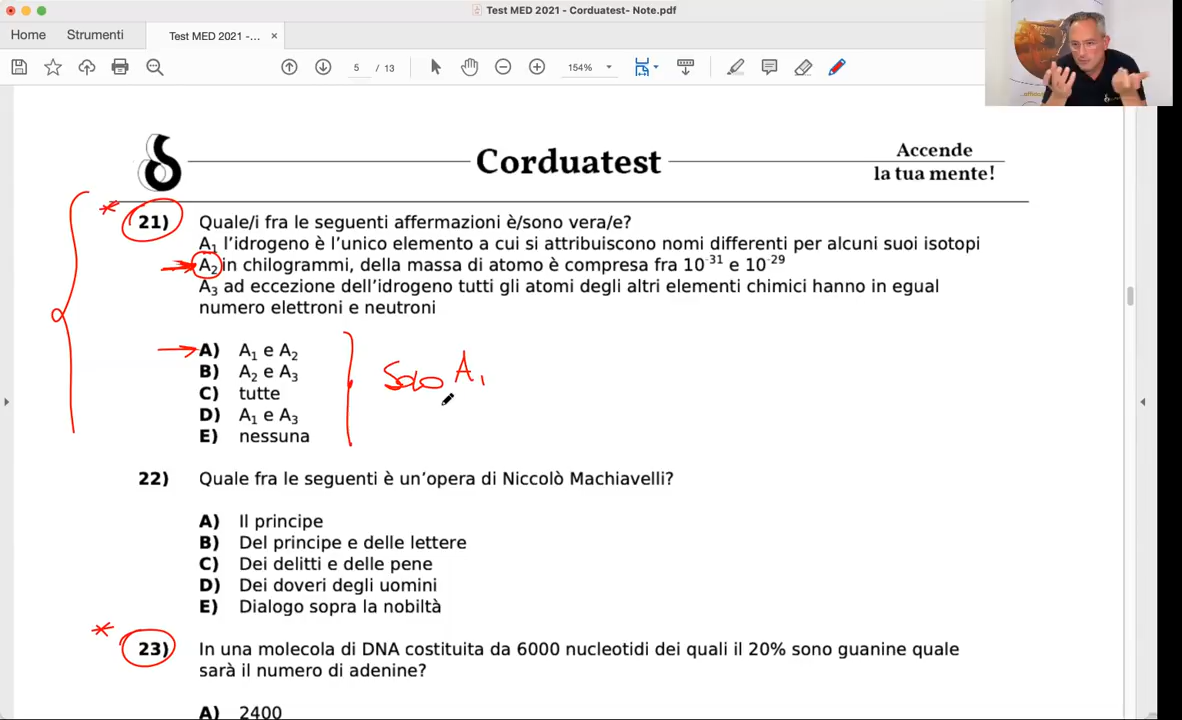 Test MED 2021 - Corduatest- Note.pdf
Home
Strumenti
Test MED 2021 -...
×
5 / 13
154%
Corduatest
Accende
la tua mente!
21) Quale/i fra le seguenti affermazioni è/sono vera/e?
A₁ l’idrogeno è l’unico elemento a cui si attribuiscono nomi differenti per alcuni suoi isotopi
A₂ in chilogrammi, della massa di atomo è compresa fra 10⁻³¹ e 10⁻²⁹
A₃ ad eccezione dell’idrogeno tutti gli atomi degli altri elementi chimici hanno in egual
numero elettroni e neutroni
A) A₁ e A₂
B) A₂ e A₃
C) tutte
D) A₁ e A₃
E) nessuna
Solo A₁
22) Quale fra le seguenti è un’opera di Niccolò Machiavelli?
A) Il principe
B) Del principe e delle lettere
C) Dei delitti e delle pene
D) Dei doveri degli uomini
E) Dialogo sopra la nobiltà
23) In una molecola di DNA costituita da 6000 nucleotidi dei quali il 20% sono guanine quale
sarà il numero di adenine?
A) 2400